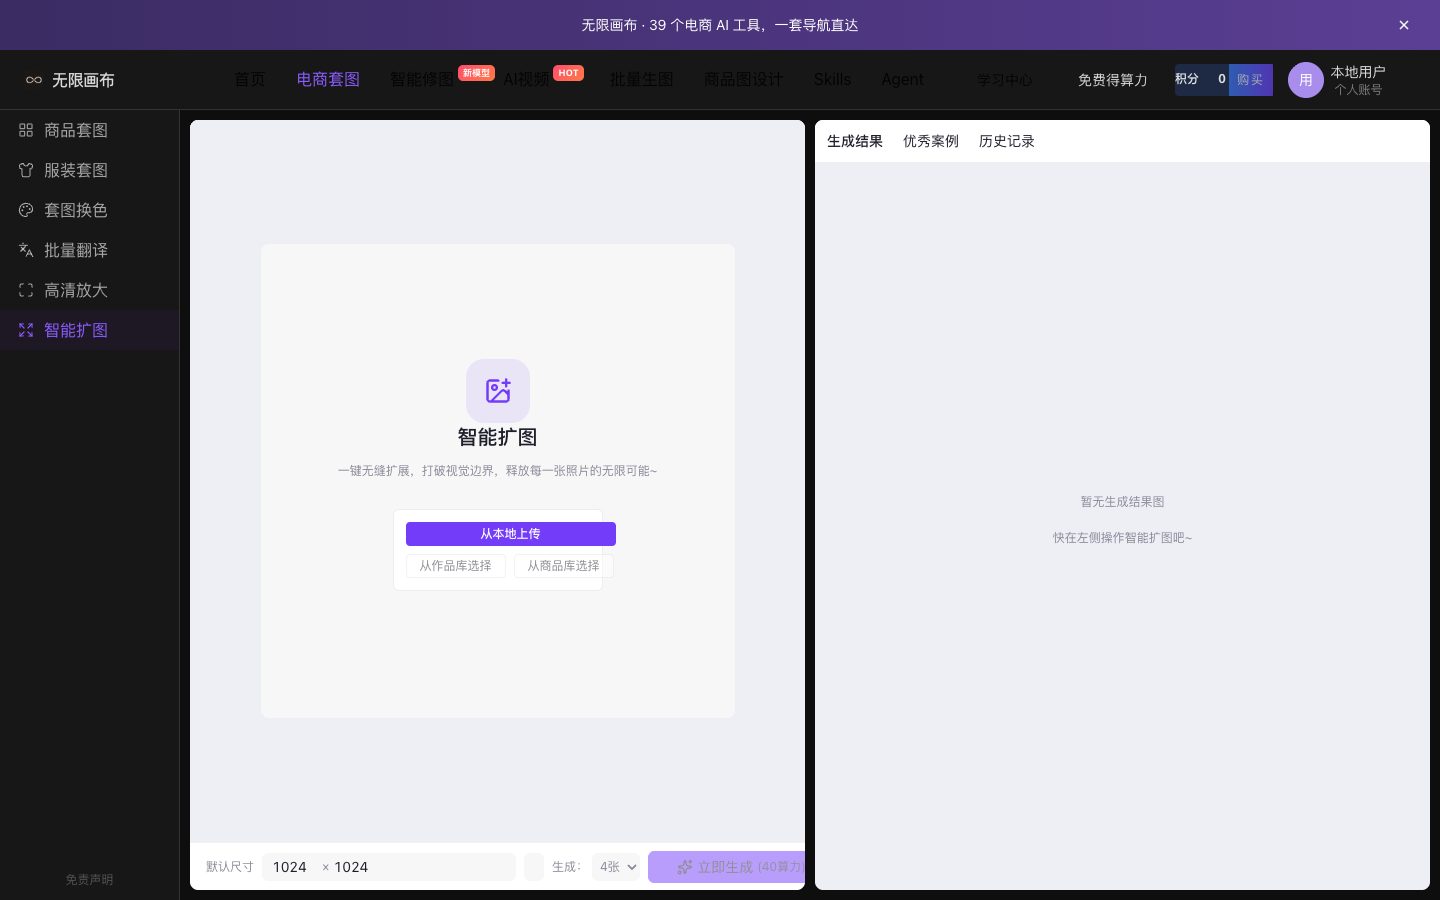 无限画布 · 39 个电商 AI 工具，一套导航直达
无限画布
首页
电商套图
智能修图
新模型
AI视频
HOT
批量生图
商品图设计
Skills
Agent
学习中心
免费得算力
积分 0
购买
用
本地用户
个人账号
商品套图
服装套图
套图换色
批量翻译
高清放大
智能扩图
免责声明
智能扩图
一键无缝扩展，打破视觉边界，释放每一张照片的无限可能~
从本地上传
从作品库选择
从商品库选择
默认尺寸
1024 × 1024
生成：
4张
立即生成 (40算力)
生成结果
优秀案例
历史记录
暂无生成结果图
快在左侧操作智能扩图吧~